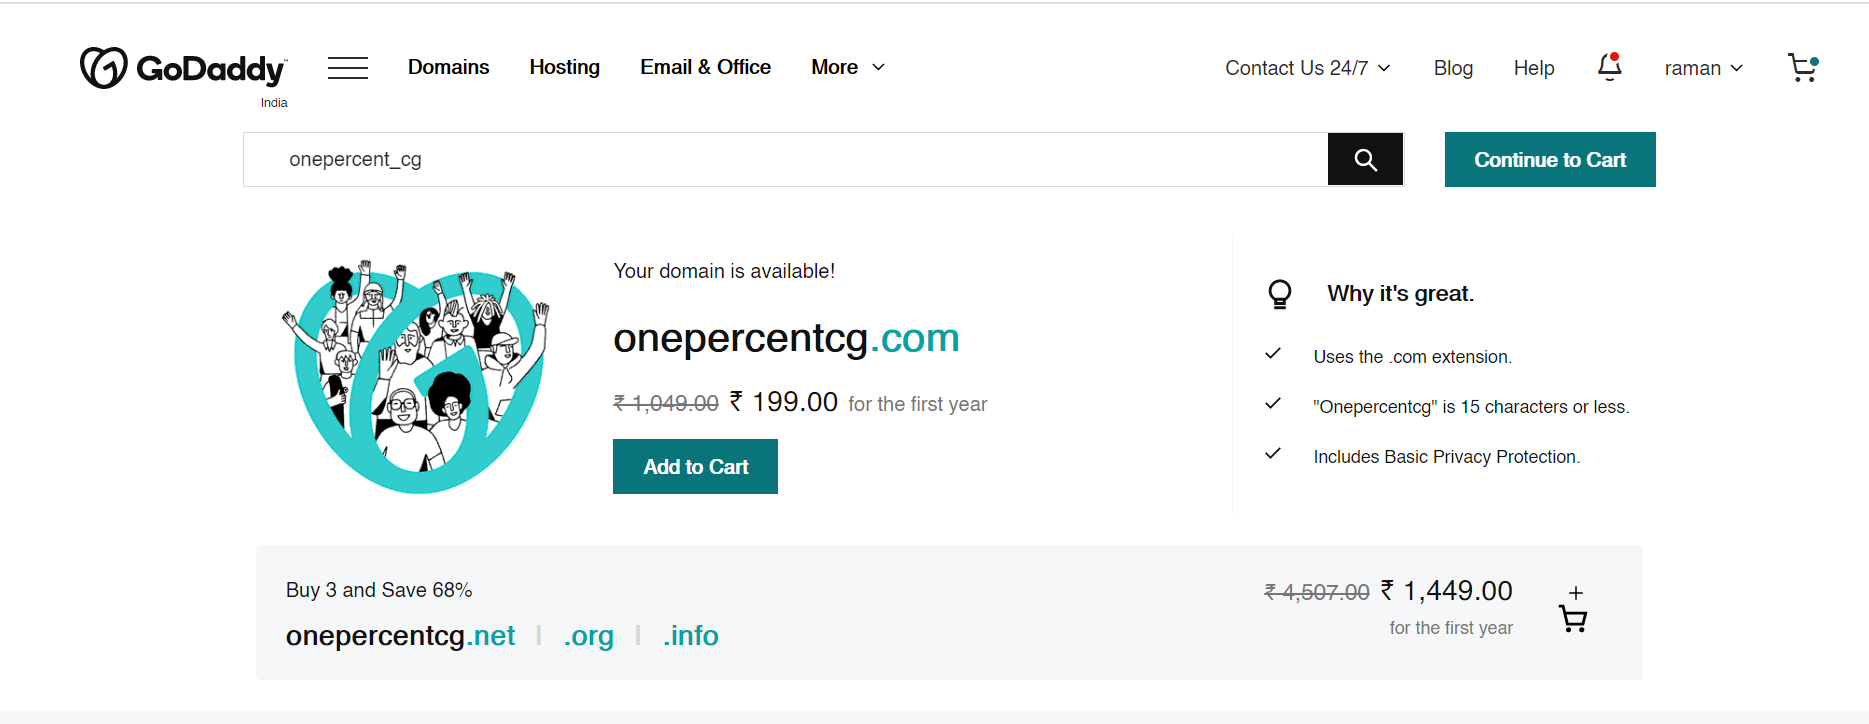 GoDaddy™
India
Domains
Hosting
Email & Office
More
Contact Us 24/7
Blog
Help
raman
onepercent_cg
Continue to Cart
Your domain is available!
onepercentcg.com
₹ 1,049.00 ₹ 199.00 for the first year
Add to Cart
Why it's great.
Uses the .com extension.
"Onepercentcg" is 15 characters or less.
Includes Basic Privacy Protection.
Buy 3 and Save 68%
onepercentcg.net | .org | .info
₹ 4,507.00 ₹ 1,449.00
for the first year